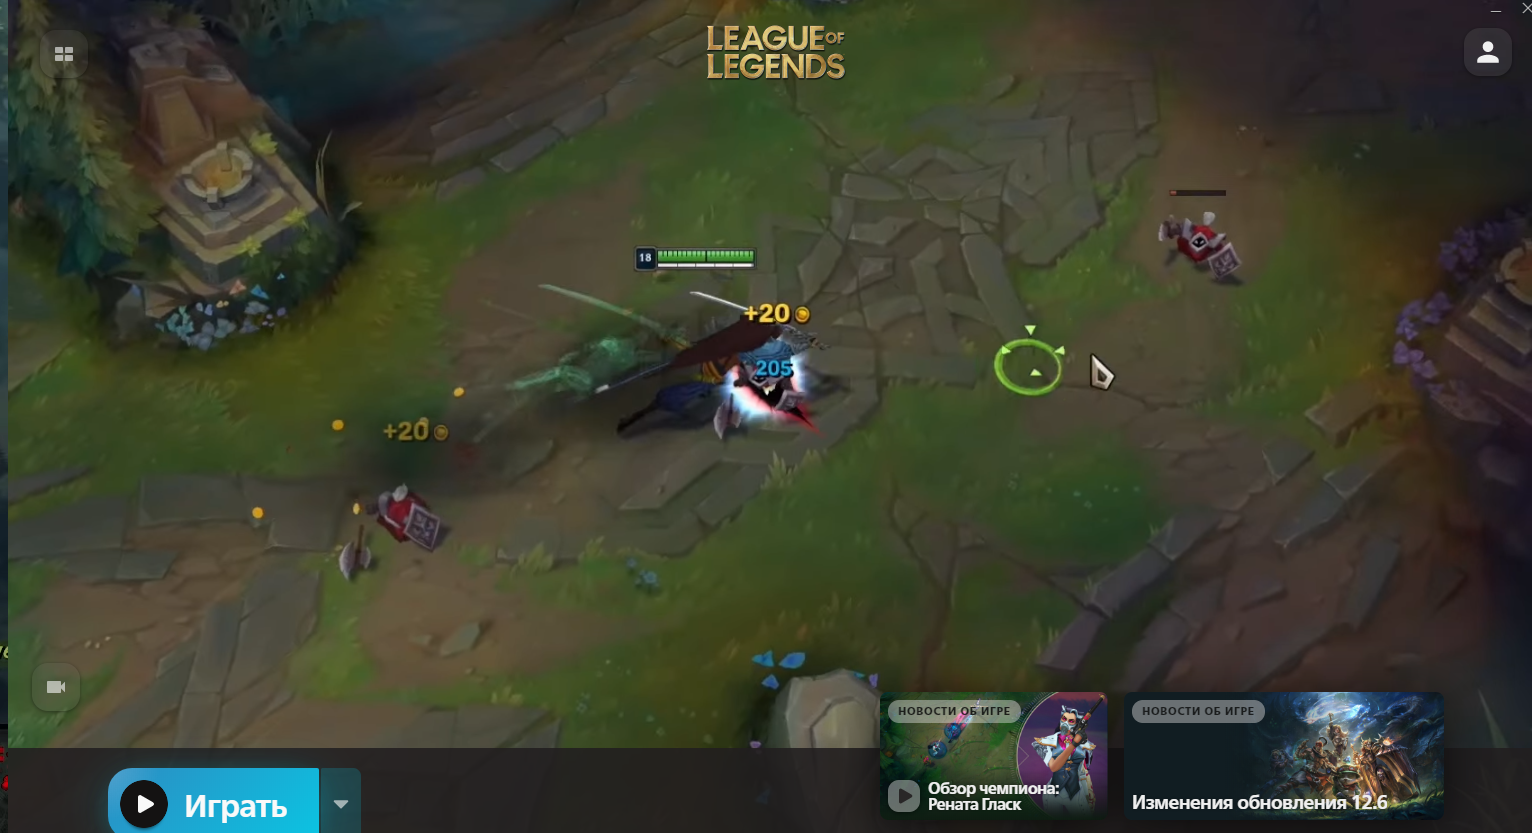 LEAGUE OF
LEGENDS
18
+20
205
+20
НОВОСТИ ОБ ИГРЕ
Обзор чемпиона:
Рената Гласк
НОВОСТИ ОБ ИГРЕ
Изменения обновления 12.6
Играть